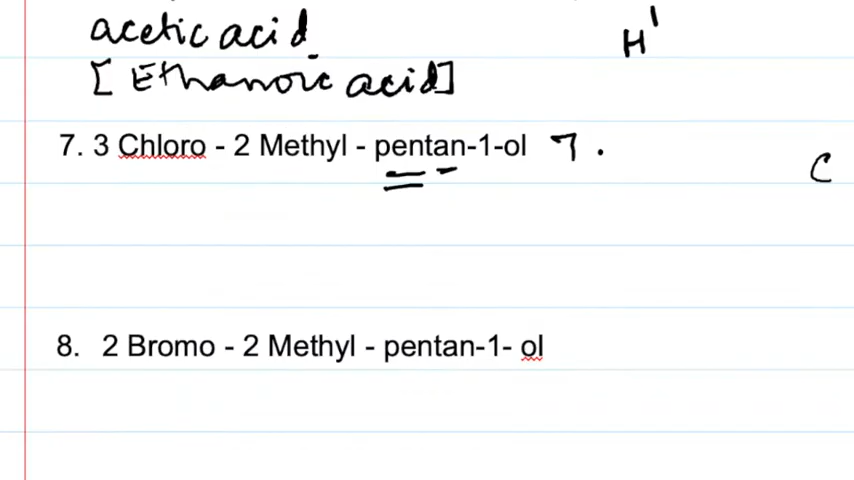 acetic acid
H
[Ethanoic acid]
7. 3 Chloro - 2 Methyl - pentan-1-ol 7.
C
8. 2 Bromo - 2 Methyl - pentan-1- ol